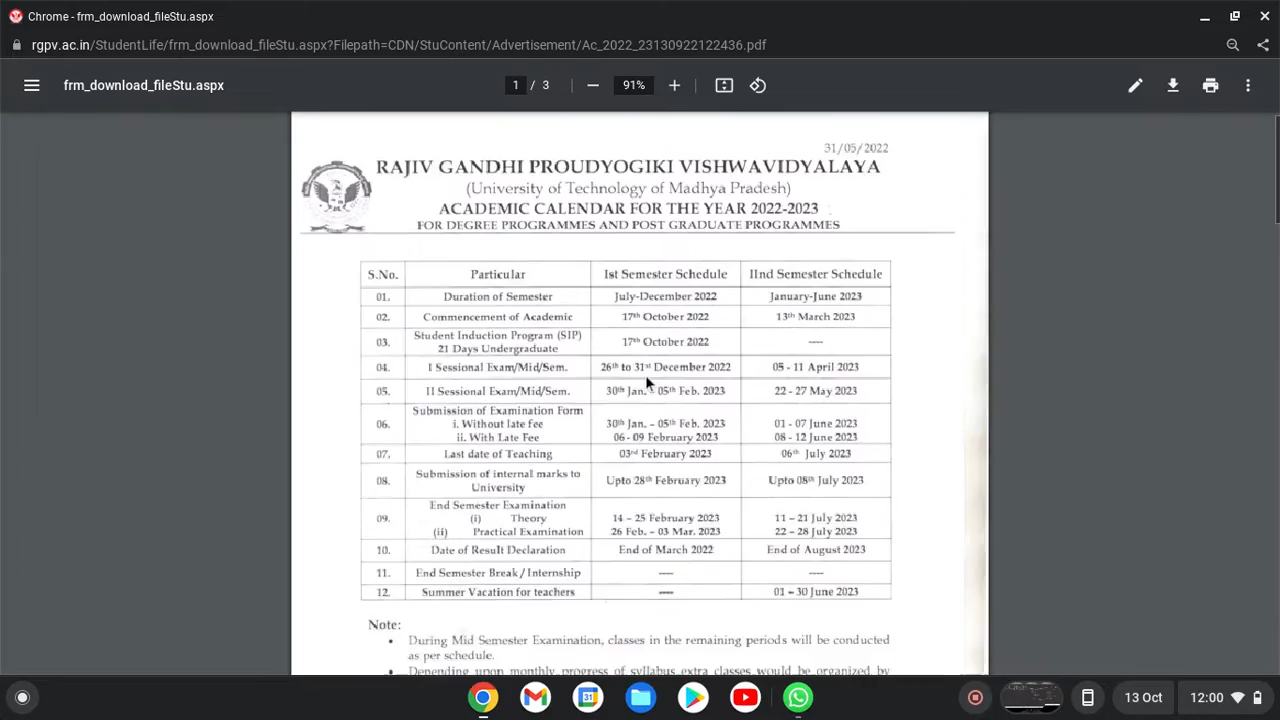 Chrome - frm_download_fileStu.aspx
rgpv.ac.in/StudentLife/frm_download_fileStu.aspx?Filepath=CDN/StuContent/Advertisement/Ac_2022_23130922122436.pdf
frm_download_fileStu.aspx 1 / 3 91%
31/05/2022
RAJIV GANDHI PROUDYOGIKI VISHWAVIDYALAYA
(University of Technology of Madhya Pradesh)
ACADEMIC CALENDAR FOR THE YEAR 2022-2023
FOR DEGREE PROGRAMMES AND POST GRADUATE PROGRAMMES
S.No. Particular Ist Semester Schedule IInd Semester Schedule
01. Duration of Semester July-December 2022 January-June 2023
02. Commencement of Academic 17th October 2022 13th March 2023
03. Student Induction Program (SIP) 21 Days Undergraduate 17th October 2022 ----
04. I Sessional Exam/Mid/Sem. 26th to 31st December 2022 05 - 11 April 2023
05. II Sessional Exam/Mid/Sem. 30th Jan. - 05th Feb. 2023 22 - 27 May 2023
06. Submission of Examination Form
i. Without late fee 30th Jan. - 05th Feb. 2023 01 - 07 June 2023
ii. With Late Fee 06 - 09 February 2023 08 - 12 June 2023
07. Last date of Teaching 03rd February 2023 06th July 2023
08. Submission of internal marks to University Upto 28th February 2023 Upto 08th July 2023
09. End Semester Examination
(i) Theory 14 - 25 February 2023 11 - 21 July 2023
(ii) Practical Examination 26 Feb. - 03 Mar. 2023 22 - 28 July 2023
10. Date of Result Declaration End of March 2022 End of August 2023
11. End Semester Break / Internship ---- ----
12. Summer Vacation for teachers ---- 01 - 30 June 2023
Note:
• During Mid Semester Examination, classes in the remaining periods will be conducted
as per schedule.
• Depending upon monthly progress of syllabus extra classes would be organized by
13 Oct 12:00